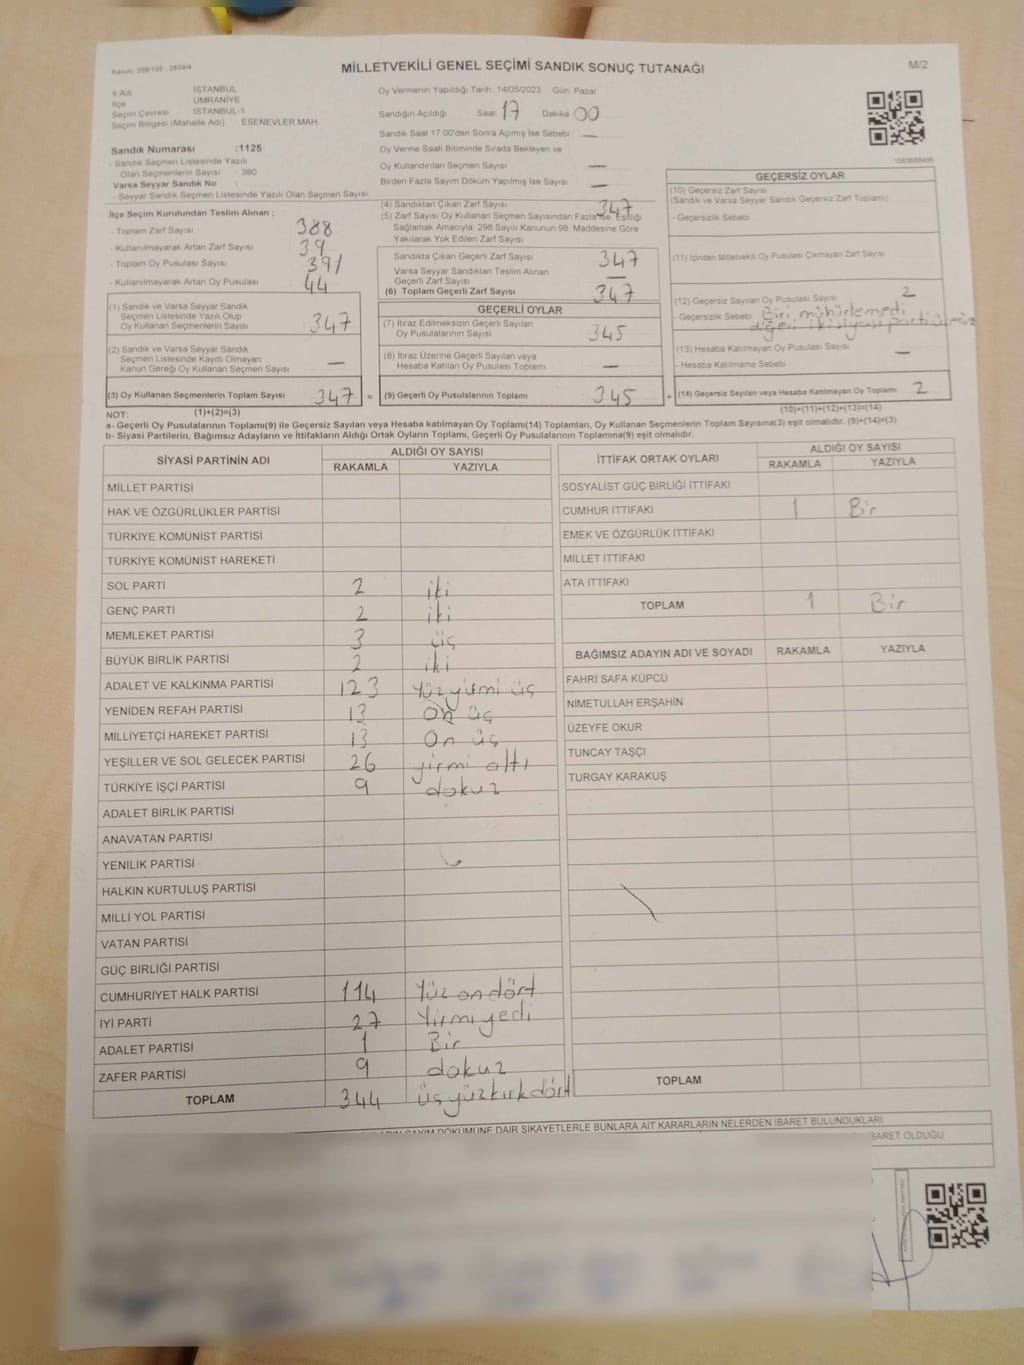 Kanun: 298/105 - 2839/4
MİLLETVEKİLİ GENEL SEÇİMİ SANDIK SONUÇ TUTANAĞI
M/2
İl Adı İSTANBUL
İlçe ÜMRANİYE
Seçim Çevresi İSTANBUL-1
Seçim Bölgesi (Mahalle Adı) ESENEVLER MAH.
Oy Vermenin Yapıldığı Tarih: 14/05/2023 Gün: Pazar
Sandığın Açıldığı Saat 17 Dakika 00
Sandık Saat 17:00'den Sonra Açımış İse Sebebi —
Oy Verme Saati Bitiminde Sırada Bekleyen ve
Oy Kullandırılan Seçmen Sayısı —
Birden Fazla Sayım Döküm Yapılmış İse Sayısı —
Sandık Numarası :1125
- Sandık Seçmen Listesinde Yazılı
Olan Seçmenlerin Sayısı : 380
Varsa Seyyar Sandık No :
- Seyyar Sandık Seçmen Listesinde Yazılı Olan Seçmen Sayısı
İlçe Seçim Kurulundan Teslim Alınan ;
- Toplam Zarf Sayısı 388
- Kullanılmayarak Artan Zarf Sayısı 39
- Toplam Oy Pusulası Sayısı 391
- Kullanılmayarak Artan Oy Pusulası 44
(1) Sandık ve Varsa Seyyar Sandık
Seçmen Listesinde Yazılı Olup
Oy Kullanan Seçmenlerin Sayısı 347
(2) Sandık ve Varsa Seyyar Sandık
Seçmen Listesinde Kayıtlı Olmayan
Kanun Gereği Oy Kullanan Seçmen Sayısı —
(3) Oy Kullanan Seçmenlerin Toplam Sayısı 347 =
(4) Sandıktan Çıkan Zarf Sayısı 347
(5) Zarf Sayısı Oy Kullanan Seçmen Sayısından Fazla İse, Eşitliği
Sağlamak Amacıyla; 298 Sayılı Kanunun 98. Maddesine Göre
Yakılarak Yok Edilen Zarf Sayısı
Sandıkta Çıkan Geçerli Zarf Sayısı 347
Varsa Seyyar Sandıktan Teslim Alınan
Geçerli Zarf Sayısı —
(6) Toplam Geçerli Zarf Sayısı 347
GEÇERLİ OYLAR
(7) İtiraz Edilmeksizin Geçerli Sayılan
Oy Pusulalarının Sayısı 345
(8) İtiraz Üzerine Geçerli Sayılan veya
Hesaba Katılan Oy Pusulası Toplamı —
(9) Geçerli Oy Pusulalarının Toplamı 345 +
1083688495
GEÇERSİZ OYLAR
(10) Geçersiz Zarf Sayısı
(Sandık ve Varsa Seyyar Sandık Geçersiz Zarf Toplamı)
- Geçersizlik Sebebi :
(11) İçinden Milletvekili Oy Pusulası Çıkmayan Zarf Sayısı
(12) Geçersiz Sayılan Oy Pusulası Sayısı 2
- Geçersizlik Sebebi Biri mühürlemedi
diğeri iki siyasi
(13) Hesaba Katılmayan Oy Pusulası Sayısı —
- Hesaba Katılmama Sebebi :
(14) Geçersiz Sayılan veya Hesaba Katılmayan Oy Toplamı 2
NOT: (1)+(2)=(3) (10)+(11)+(12)+(13)=(14)
a- Geçerli Oy Pusulalarının Toplamı(9) ile Geçersiz Sayılan veya Hesaba katılmayan Oy Toplamı(14) Toplamları, Oy Kullanan Seçmenlerin Toplam Sayısına(3) eşit olmalıdır. (9)+(14)=(3)
b- Siyasi Partilerin, Bağımsız Adayların ve İttifakların Aldığı Ortak Oyların Toplamı, Geçerli Oy Pusulalarının Toplamına(9) eşit olmalıdır.
SİYASİ PARTİNİN ADI ALDIĞI OY SAYISI
RAKAMLA YAZIYLA
MİLLET PARTİSİ
HAK VE ÖZGÜRLÜKLER PARTİSİ
TÜRKİYE KOMÜNİST PARTİSİ
TÜRKİYE KOMÜNİST HAREKETİ
SOL PARTİ 2 iki
GENÇ PARTİ 2 iki
MEMLEKET PARTİSİ 3 üç
BÜYÜK BİRLİK PARTİSİ 2 iki
ADALET VE KALKINMA PARTİSİ 123 Yüzyirmi üç
YENİDEN REFAH PARTİSİ 13 On üç
MİLLİYETÇİ HAREKET PARTİSİ 13 On üç
YEŞİLLER VE SOL GELECEK PARTİSİ 26 yirmi altı
TÜRKİYE İŞÇİ PARTİSİ 9 dokuz
ADALET BİRLİK PARTİSİ
ANAVATAN PARTİSİ
YENİLİK PARTİSİ
HALKIN KURTULUŞ PARTİSİ
MİLLİ YOL PARTİSİ
VATAN PARTİSİ
GÜÇ BİRLİĞİ PARTİSİ
CUMHURİYET HALK PARTİSİ 114 Yüz ondört
İYİ PARTİ 27 Yirmiyedi
ADALET PARTİSİ 1 Bir
ZAFER PARTİSİ 9 dokuz
TOPLAM 344 üçyüzkırkdört
İTTİFAK ORTAK OYLARI ALDIĞI OY SAYISI
RAKAMLA YAZIYLA
SOSYALİST GÜÇ BİRLİĞİ İTTİFAKI
CUMHUR İTTİFAKI 1 Bir
EMEK VE ÖZGÜRLÜK İTTİFAKI
MİLLET İTTİFAKI
ATA İTTİFAKI
TOPLAM 1 Bir
BAĞIMSIZ ADAYIN ADI VE SOYADI RAKAMLA YAZIYLA
FAHRİ SAFA KÜPCÜ
NİMETULLAH ERŞAHİN
ÜZEYFE OKUR
TUNCAY TAŞÇI
TURGAY KARAKUŞ
TOPLAM
SAYIM DÖKÜMÜNE DAİR ŞİKAYETLERLE BUNLARA AİT KARARLARIN NELERDEN İBARET BULUNDUKLARI
İBARET OLDUĞU